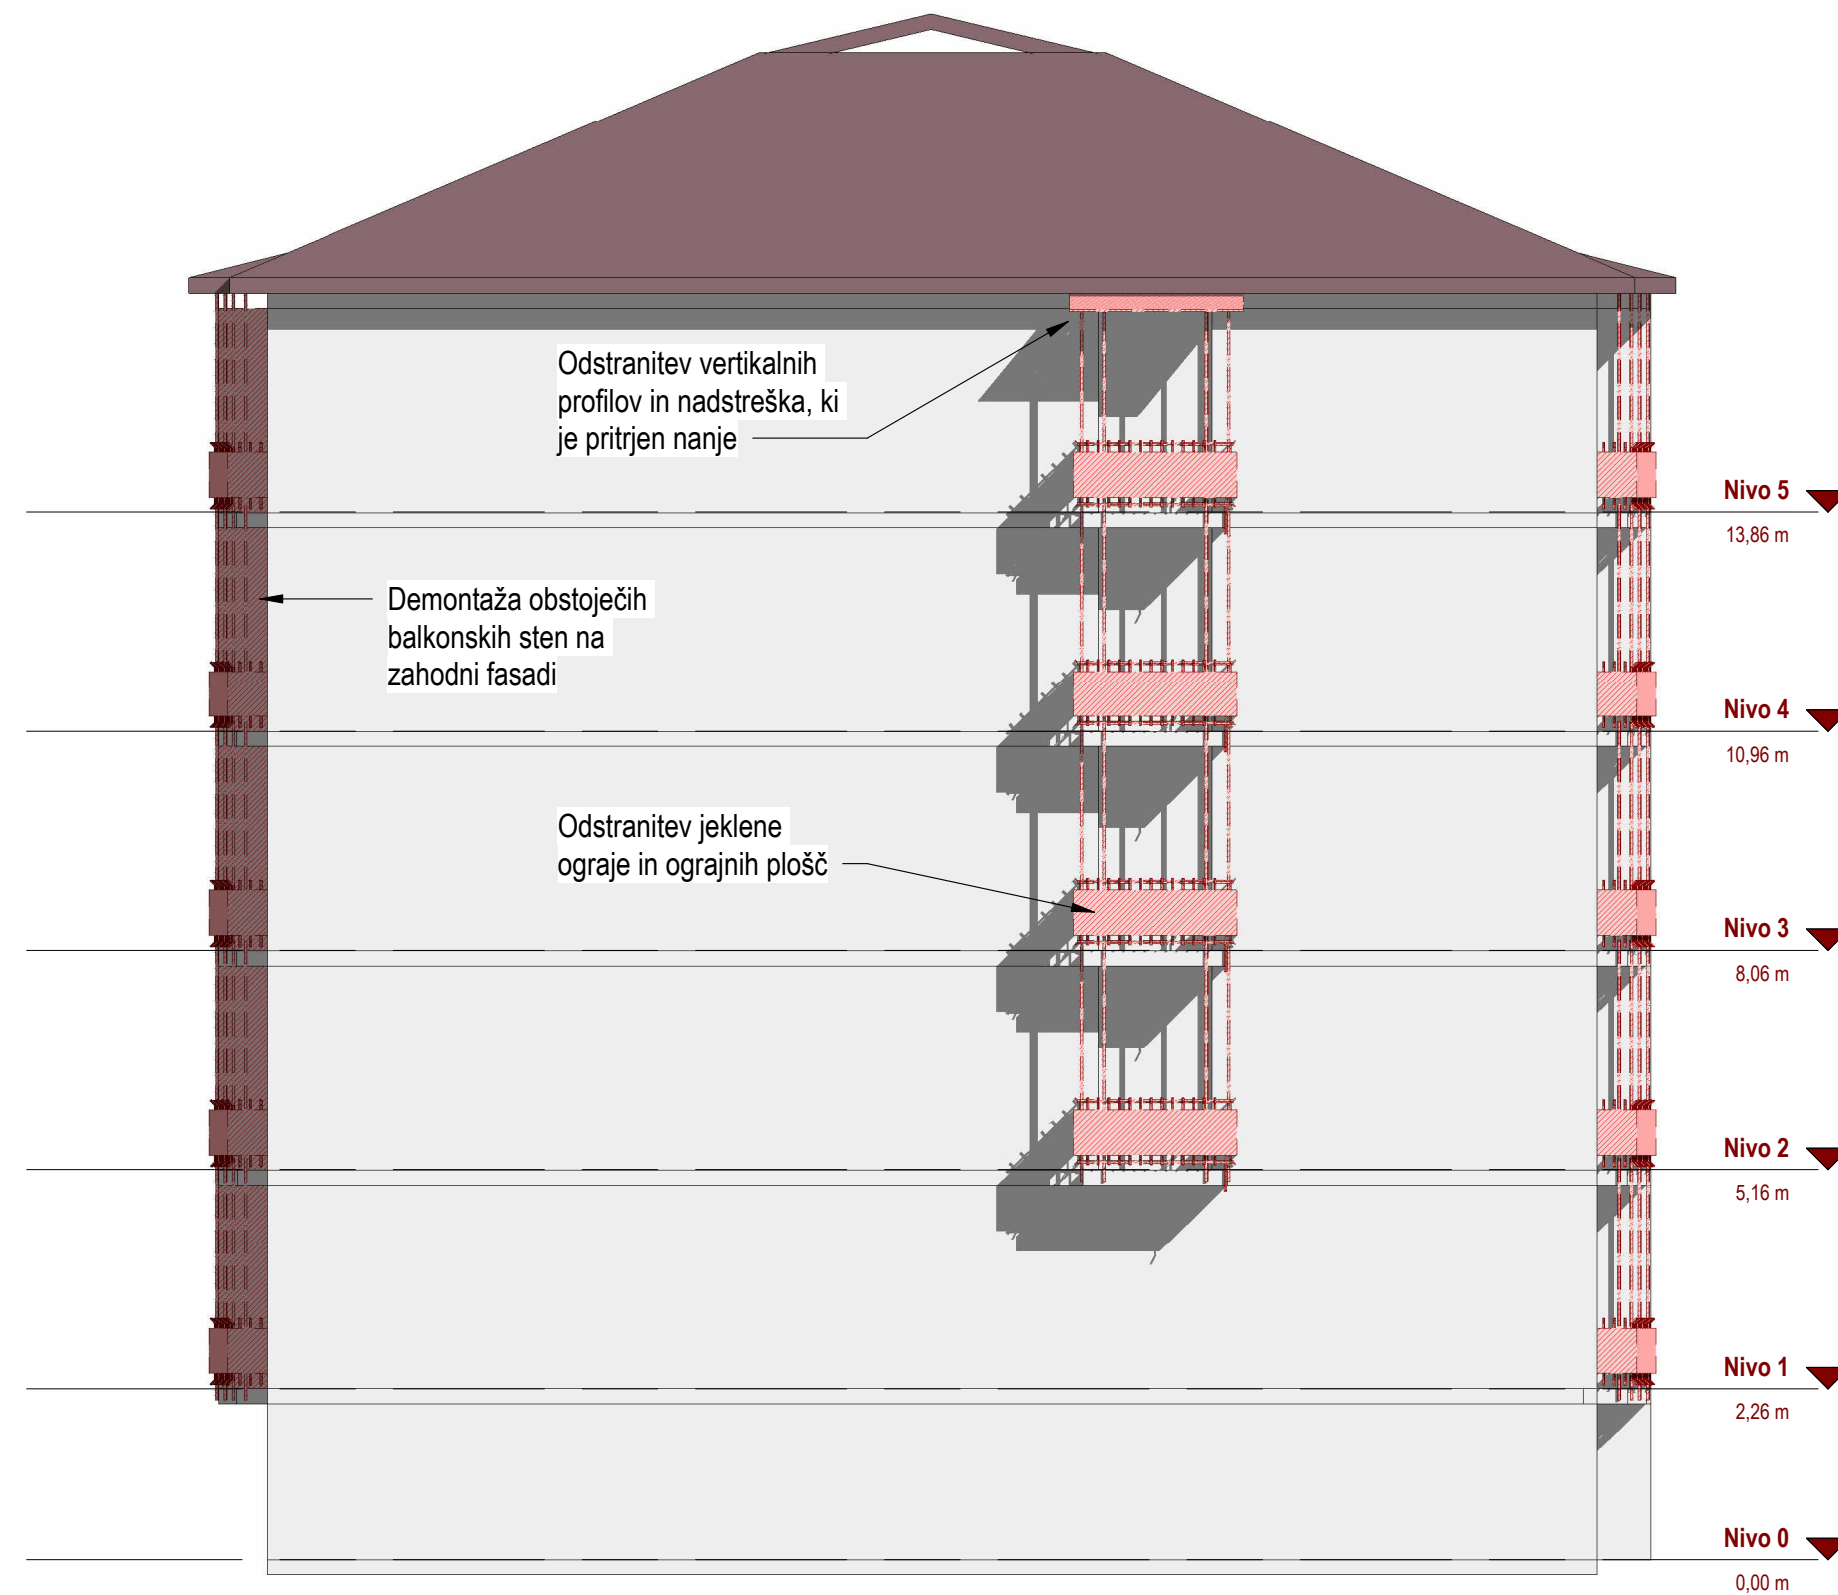 Odstranitev vertikalnih
profilov in nadstreška, ki
je pritrjen nanje
Nivo 5
13,86 m
Demontaža obstoječih
balkonskih sten na
zahodni fasadi
Nivo 4
10,96 m
Odstranitev jeklene
ograje in ograjnih plošč
Nivo 3
8,06 m
Nivo 2
5,16 m
Nivo 1
2,26 m
Nivo 0
0,00 m